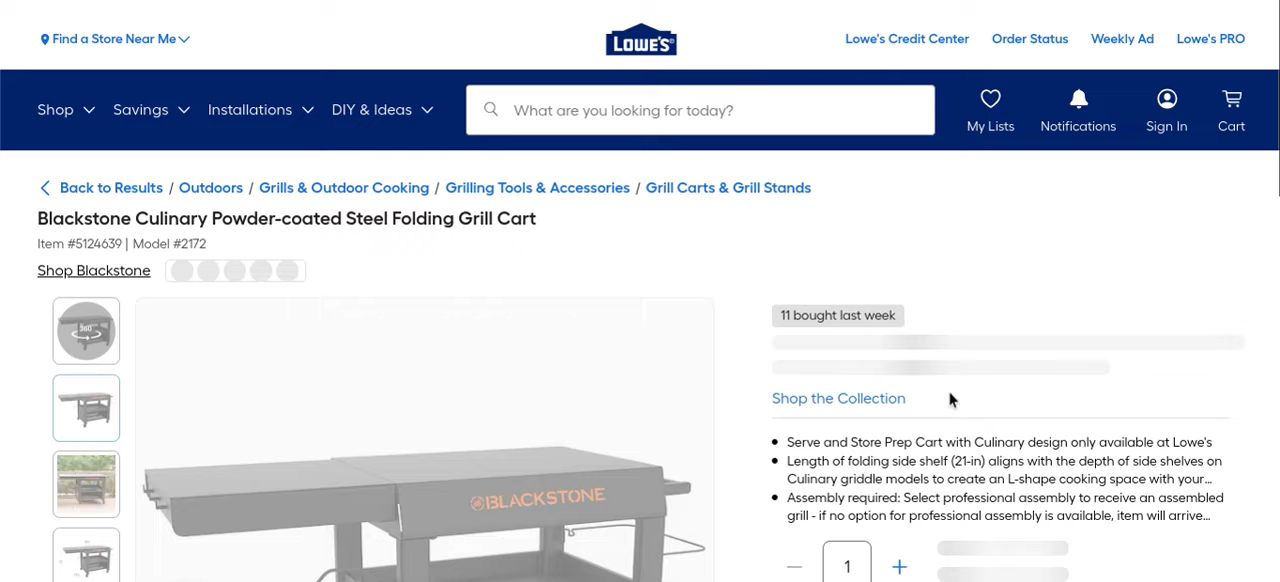 Find a Store Near Me
LOWE'S
Lowe's Credit Center
Order Status
Weekly Ad
Lowe's PRO
Shop
Savings
Installations
DIY & Ideas
What are you looking for today?
My Lists
Notifications
Sign In
Cart
Back to Results / Outdoors / Grills & Outdoor Cooking / Grilling Tools & Accessories / Grill Carts & Grill Stands
Blackstone Culinary Powder-coated Steel Folding Grill Cart
Item #5124639 | Model #2172
Shop Blackstone
360°
BLACKSTONE
11 bought last week
Shop the Collection
Serve and Store Prep Cart with Culinary design only available at Lowe's
Length of folding side shelf (21-in) aligns with the depth of side shelves on
Culinary griddle models to create an L-shape cooking space with your...
Assembly required: Select professional assembly to receive an assembled
grill - if no option for professional assembly is available, item will arrive...
1